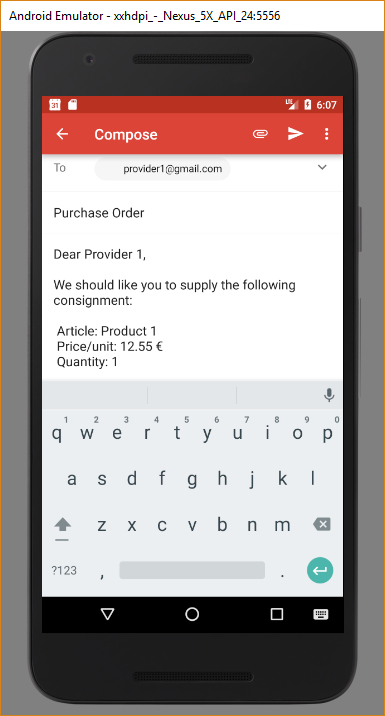 Android Emulator - xxhdpi_-_Nexus_5X_API_24:5556
31 LTE 6:07
Compose
To provider1@gmail.com
Purchase Order
Dear Provider 1,
We should like you to supply the following
consignment:
Article: Product 1
Price/unit: 12.55 €
Quantity: 1
1 2 3 4 5 6 7 8 9 0
q w e r t y u i o p
a s d f g h j k l
z x c v b n m
?123 , .